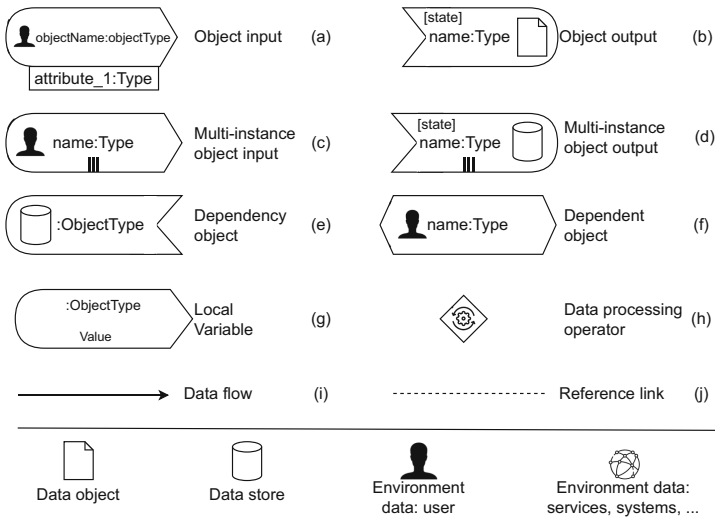 objectName:objectType
attribute_1:Type
Object input
(a)
[state]
name:Type
Object output
(b)
name:Type
Multi-instance
object input
(c)
[state]
name:Type
Multi-instance
object output
(d)
:ObjectType
Dependency
object
(e)
name:Type
Dependent
object
(f)
:ObjectType
Value
Local
Variable
(g)
Data processing
operator
(h)
Data flow
(i)
Reference link
(j)
Data object
Data store
Environment
data: user
Environment data:
services, systems, ...